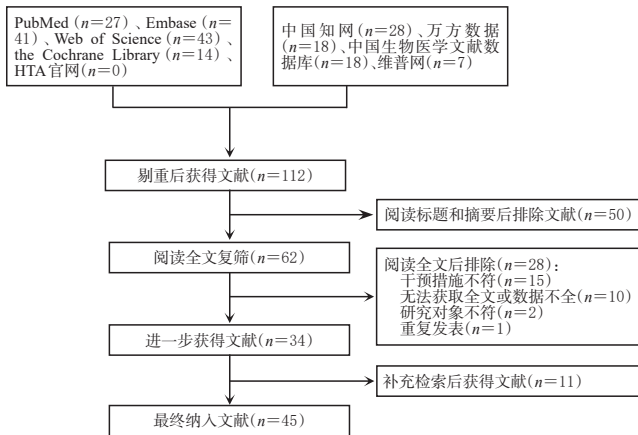 PubMed（n=27）、Embase（n=
41）、Web of Science（n=43）、
the Cochrane Library（n=14）、
HTA官网（n=0）
中国知网（n=28）、万方数据
（n=18）、中国生物医学文献数
据库（n=18）、维普网（n=7）
剔重后获得文献（n=112）
阅读标题和摘要后排除文献（n=50）
阅读全文复筛（n=62）
阅读全文后排除（n=28）：
干预措施不符（n=15）
无法获取全文或数据不全（n=10）
研究对象不符（n=2）
重复发表（n=1）
进一步获得文献（n=34）
补充检索后获得文献（n=11）
最终纳入文献（n=45）